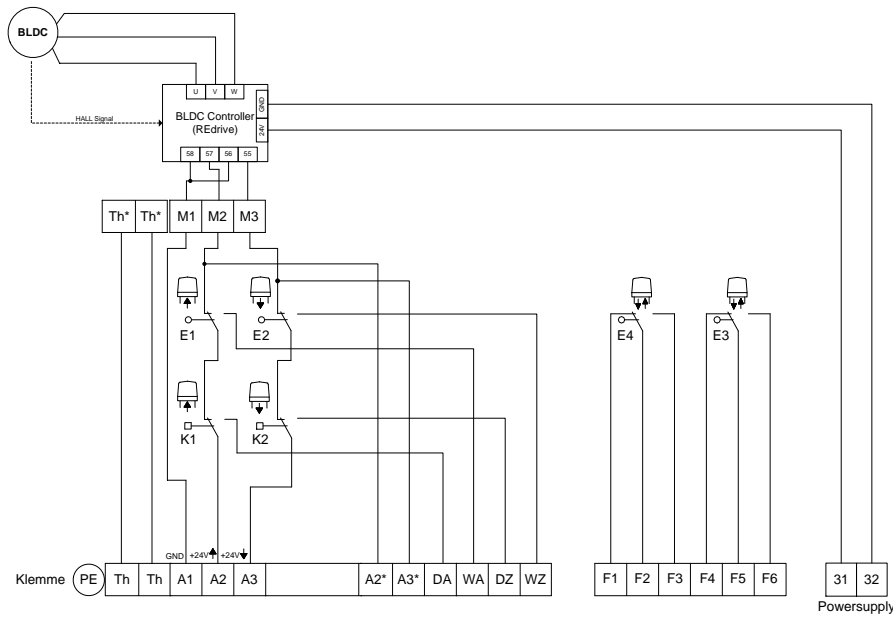 BLDC
U V W
GND
BLDC Controller
(REdrive)
24V
HALL Signal
58 57 56 55
Th* Th* M1 M2 M3
E1 E2 E4 E3
K1 K2
GND +24V +24V
Klemme PE Th Th A1 A2 A3 A2* A3* DA WA DZ WZ F1 F2 F3 F4 F5 F6 31 32
Powersupply